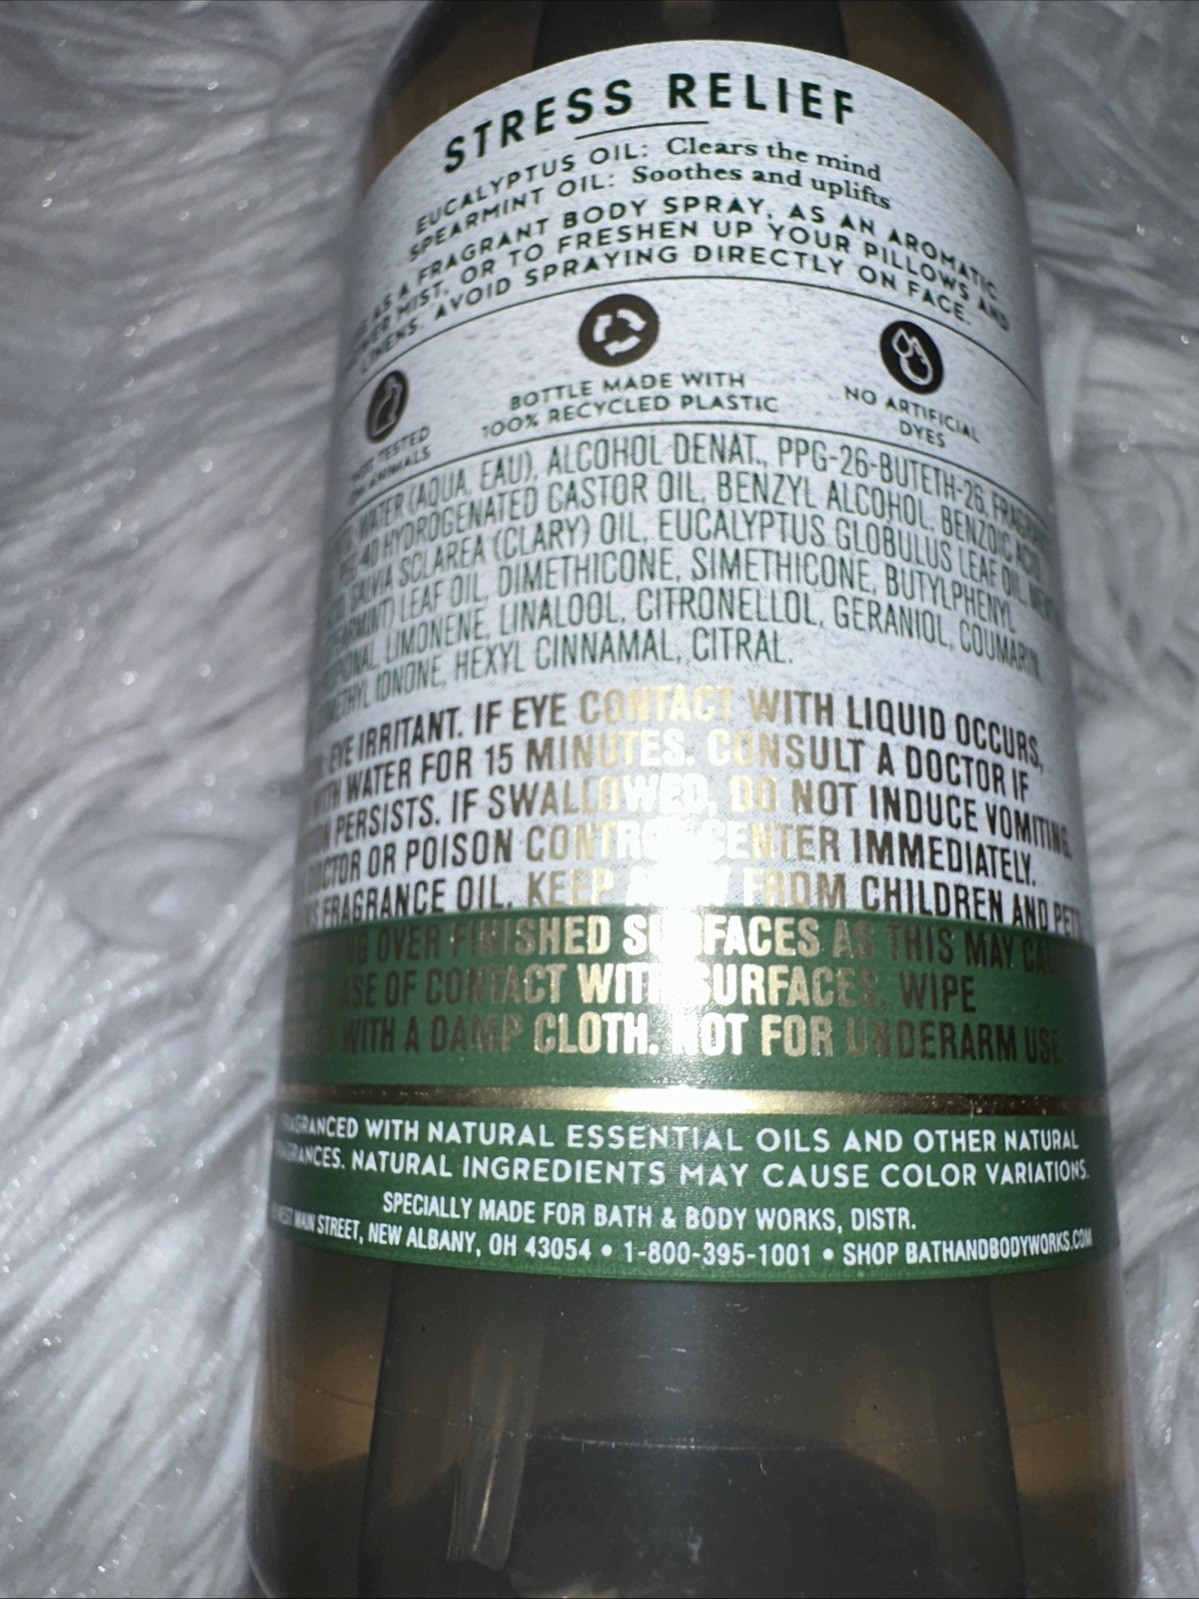 STRESS RELIEF
EUCALYPTUS OIL: Clears the mind
SPEARMINT OIL: Soothes and uplifts
AS A FRAGRANT BODY SPRAY, AS AN AROMATIC
MIST, OR TO FRESHEN UP YOUR PILLOWS AND
LINENS. AVOID SPRAYING DIRECTLY ON FACE.
NOT TESTED
ON ANIMALS
BOTTLE MADE WITH
100% RECYCLED PLASTIC
NO ARTIFICIAL
DYES
WATER (AQUA, EAU), ALCOHOL DENAT., PPG-26-BUTETH-26,
HYDROGENATED CASTOR OIL, BENZYL ALCOHOL, BENZOIC ACID,
SALVIA SCLAREA (CLARY) OIL, EUCALYPTUS GLOBULUS LEAF OIL,
LEAF OIL, DIMETHICONE, SIMETHICONE, BUTYLPHENYL
LIMONENE, LINALOOL, CITRONELLOL, GERANIOL, COUMARIN,
IONONE, HEXYL CINNAMAL, CITRAL.
EYE IRRITANT. IF EYE CONTACT WITH LIQUID OCCURS,
WITH WATER FOR 15 MINUTES. CONSULT A DOCTOR IF
PERSISTS. IF SWALLOWED, DO NOT INDUCE VOMITING.
DOCTOR OR POISON CONTROL CENTER IMMEDIATELY.
FRAGRANCE OIL. KEEP AWAY FROM CHILDREN AND PETS.
OVER FINISHED SURFACES AS THIS MAY
OF CONTACT WITH SURFACES, WIPE
WITH A DAMP CLOTH. NOT FOR UNDERARM USE.
FRAGRANCED WITH NATURAL ESSENTIAL OILS AND OTHER NATURAL
FRAGRANCES. NATURAL INGREDIENTS MAY CAUSE COLOR VARIATIONS.
SPECIALLY MADE FOR BATH & BODY WORKS, DISTR.
WEST MAIN STREET, NEW ALBANY, OH 43054 • 1-800-395-1001 • SHOP BATHANDBODYWORKS.COM